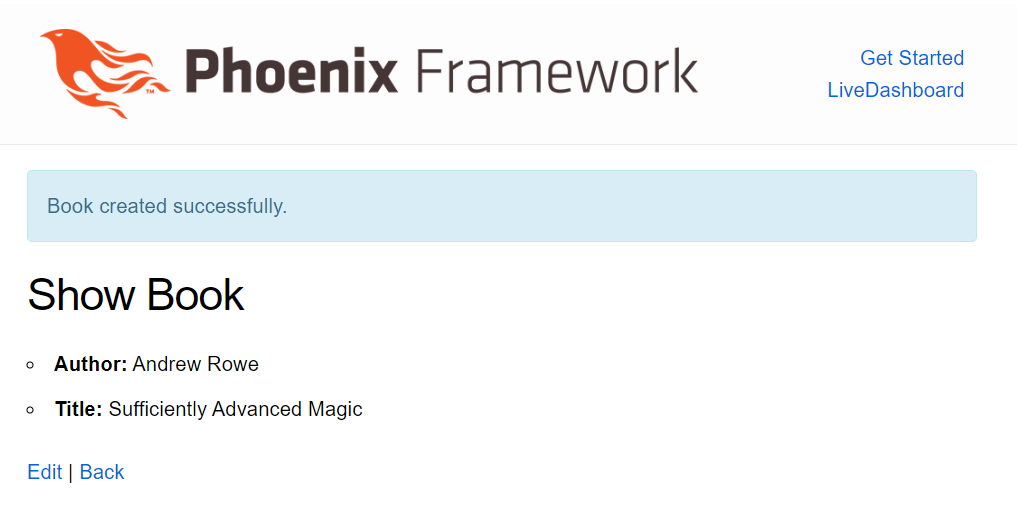 Phoenix Framework
TM
Get Started
LiveDashboard
Book created successfully.
Show Book
Author: Andrew Rowe
Title: Sufficiently Advanced Magic
Edit | Back